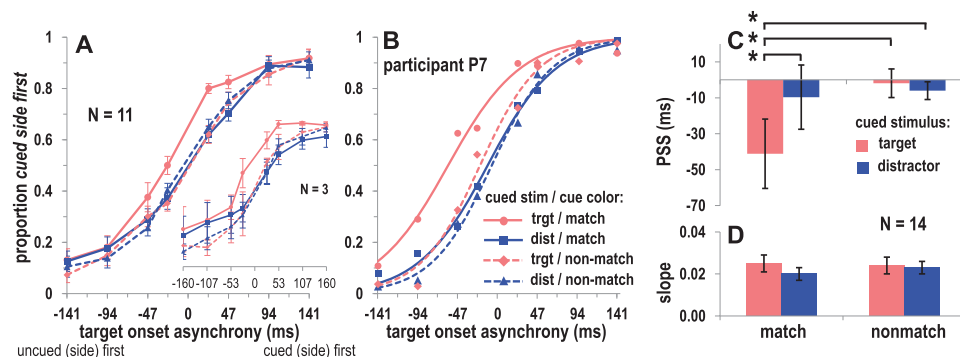 A
N = 11
proportion cued side first
1
0.8
0.6
0.4
0.2
0
-141 -94 -47 0 47 94 141
target onset asynchrony (ms)
uncued (side) first
cued (side) first
N = 3
-160 -107 -53 0 53 107 160
B
participant P7
1
0.8
0.6
0.4
0.2
0
cued stim / cue color:
trgt / match
dist / match
trgt / non-match
dist / non-match
-141 -94 -47 0 47 94 141
target onset asynchrony (ms)
C
* 
*
*
PSS (ms)
10
-10
-30
-50
-70
cued stimulus:
target
distractor
D
N = 14
slope
0.04
0.02
0.00
match nonmatch